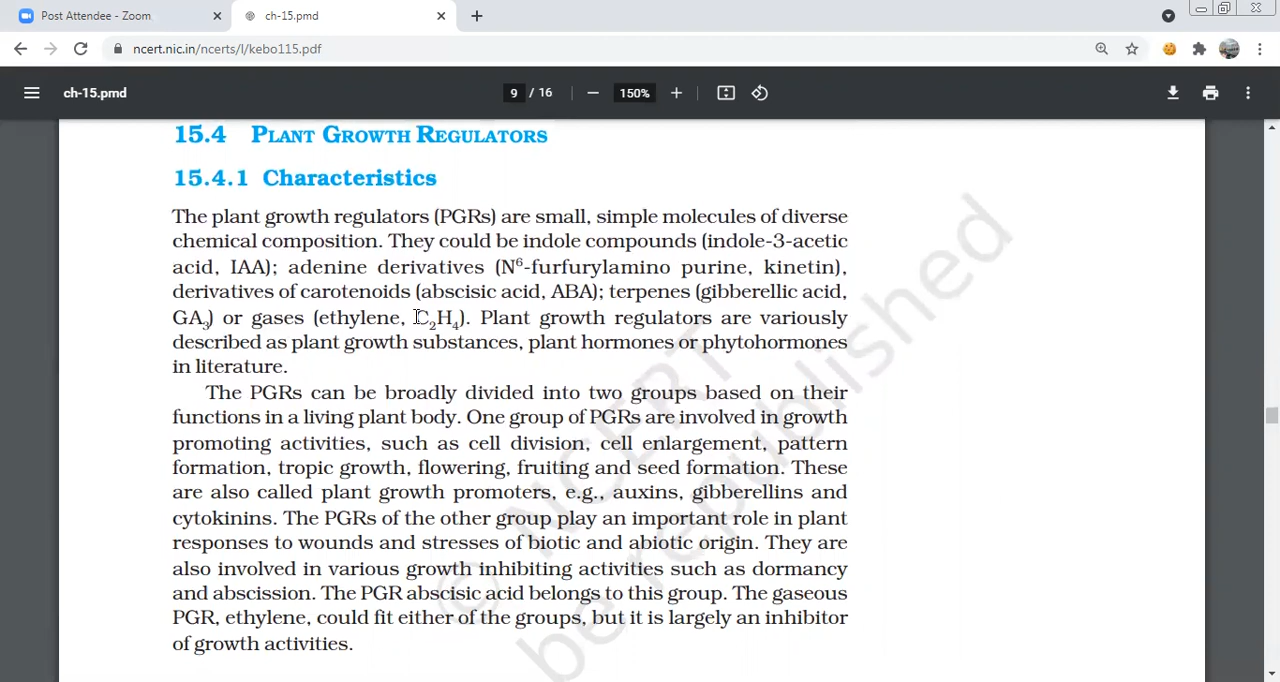 Post Attendee - Zoom
ch-15.pmd
ncert.nic.in/ncerts/l/kebo115.pdf
ch-15.pmd
9 / 16
150%
15.4 PLANT GROWTH REGULATORS
15.4.1 Characteristics
The plant growth regulators (PGRs) are small, simple molecules of diverse
chemical composition. They could be indole compounds (indole-3-acetic
acid, IAA); adenine derivatives (N⁶-furfurylamino purine, kinetin),
derivatives of carotenoids (abscisic acid, ABA); terpenes (gibberellic acid,
GA₃) or gases (ethylene, C₂H₄). Plant growth regulators are variously
described as plant growth substances, plant hormones or phytohormones
in literature.
The PGRs can be broadly divided into two groups based on their
functions in a living plant body. One group of PGRs are involved in growth
promoting activities, such as cell division, cell enlargement, pattern
formation, tropic growth, flowering, fruiting and seed formation. These
are also called plant growth promoters, e.g., auxins, gibberellins and
cytokinins. The PGRs of the other group play an important role in plant
responses to wounds and stresses of biotic and abiotic origin. They are
also involved in various growth inhibiting activities such as dormancy
and abscission. The PGR abscisic acid belongs to this group. The gaseous
PGR, ethylene, could fit either of the groups, but it is largely an inhibitor
of growth activities.
© NCERT
be republished